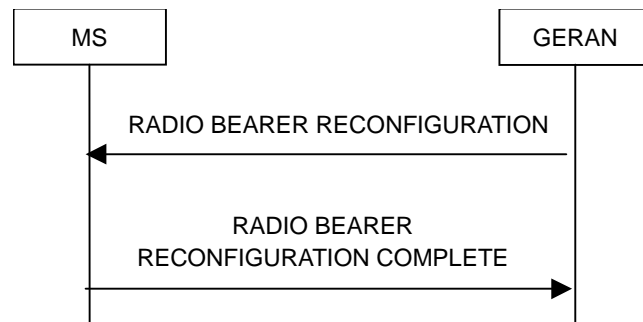 MS
GERAN
RADIO BEARER RECONFIGURATION
RADIO BEARER
RECONFIGURATION COMPLETE